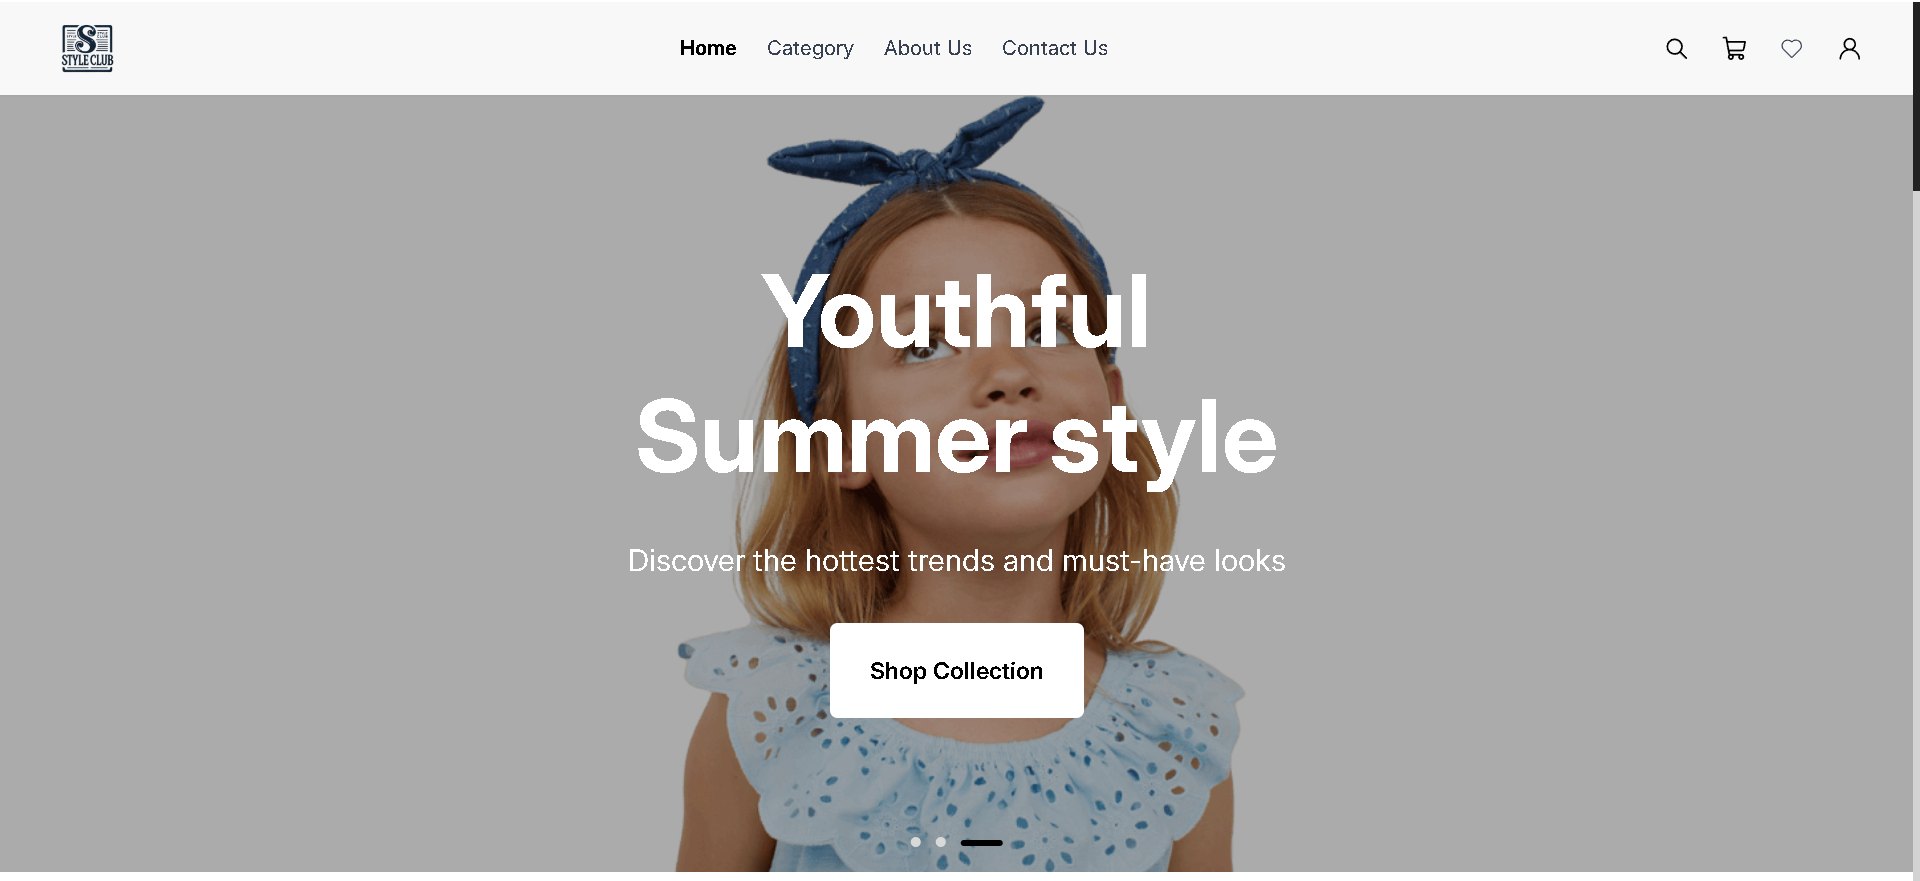 S
STYLE CLUB
Home Category About Us Contact Us
Youthful
Summer style
Discover the hottest trends and must-have looks
Shop Collection